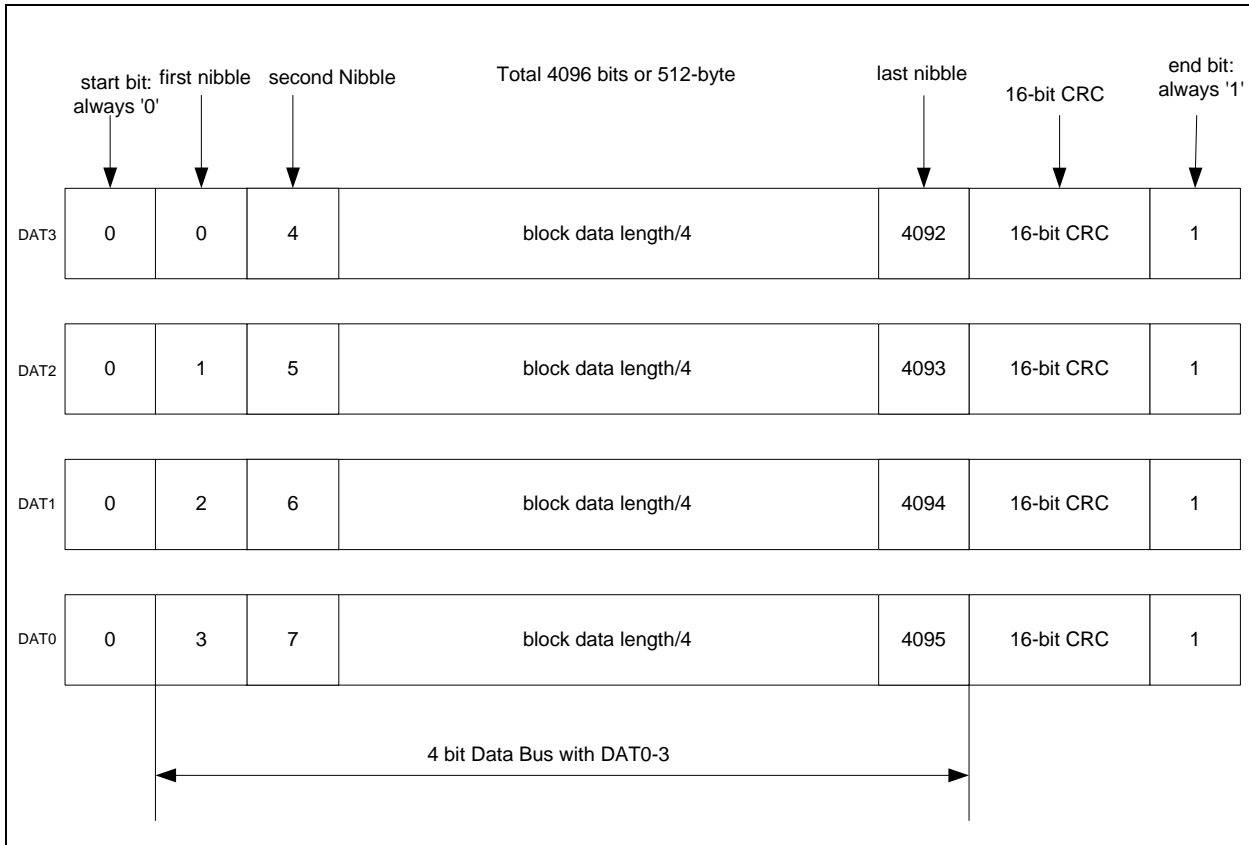 start bit:
always '0'
first nibble
second Nibble
Total 4096 bits or 512-byte
last nibble
16-bit CRC
end bit:
always '1'
DAT3 0 0 4 block data length/4 4092 16-bit CRC 1
DAT2 0 1 5 block data length/4 4093 16-bit CRC 1
DAT1 0 2 6 block data length/4 4094 16-bit CRC 1
DAT0 0 3 7 block data length/4 4095 16-bit CRC 1
4 bit Data Bus with DAT0-3